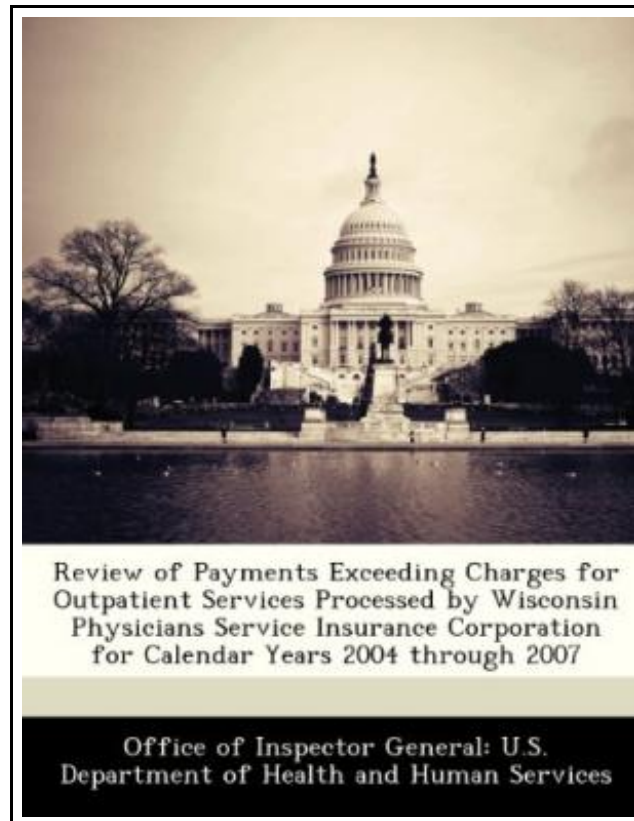 Review of Payments Exceeding Charges for
Outpatient Services Processed by Wisconsin
Physicians Service Insurance Corporation
for Calendar Years 2004 through 2007
Office of Inspector General: U.S.
Department of Health and Human Services